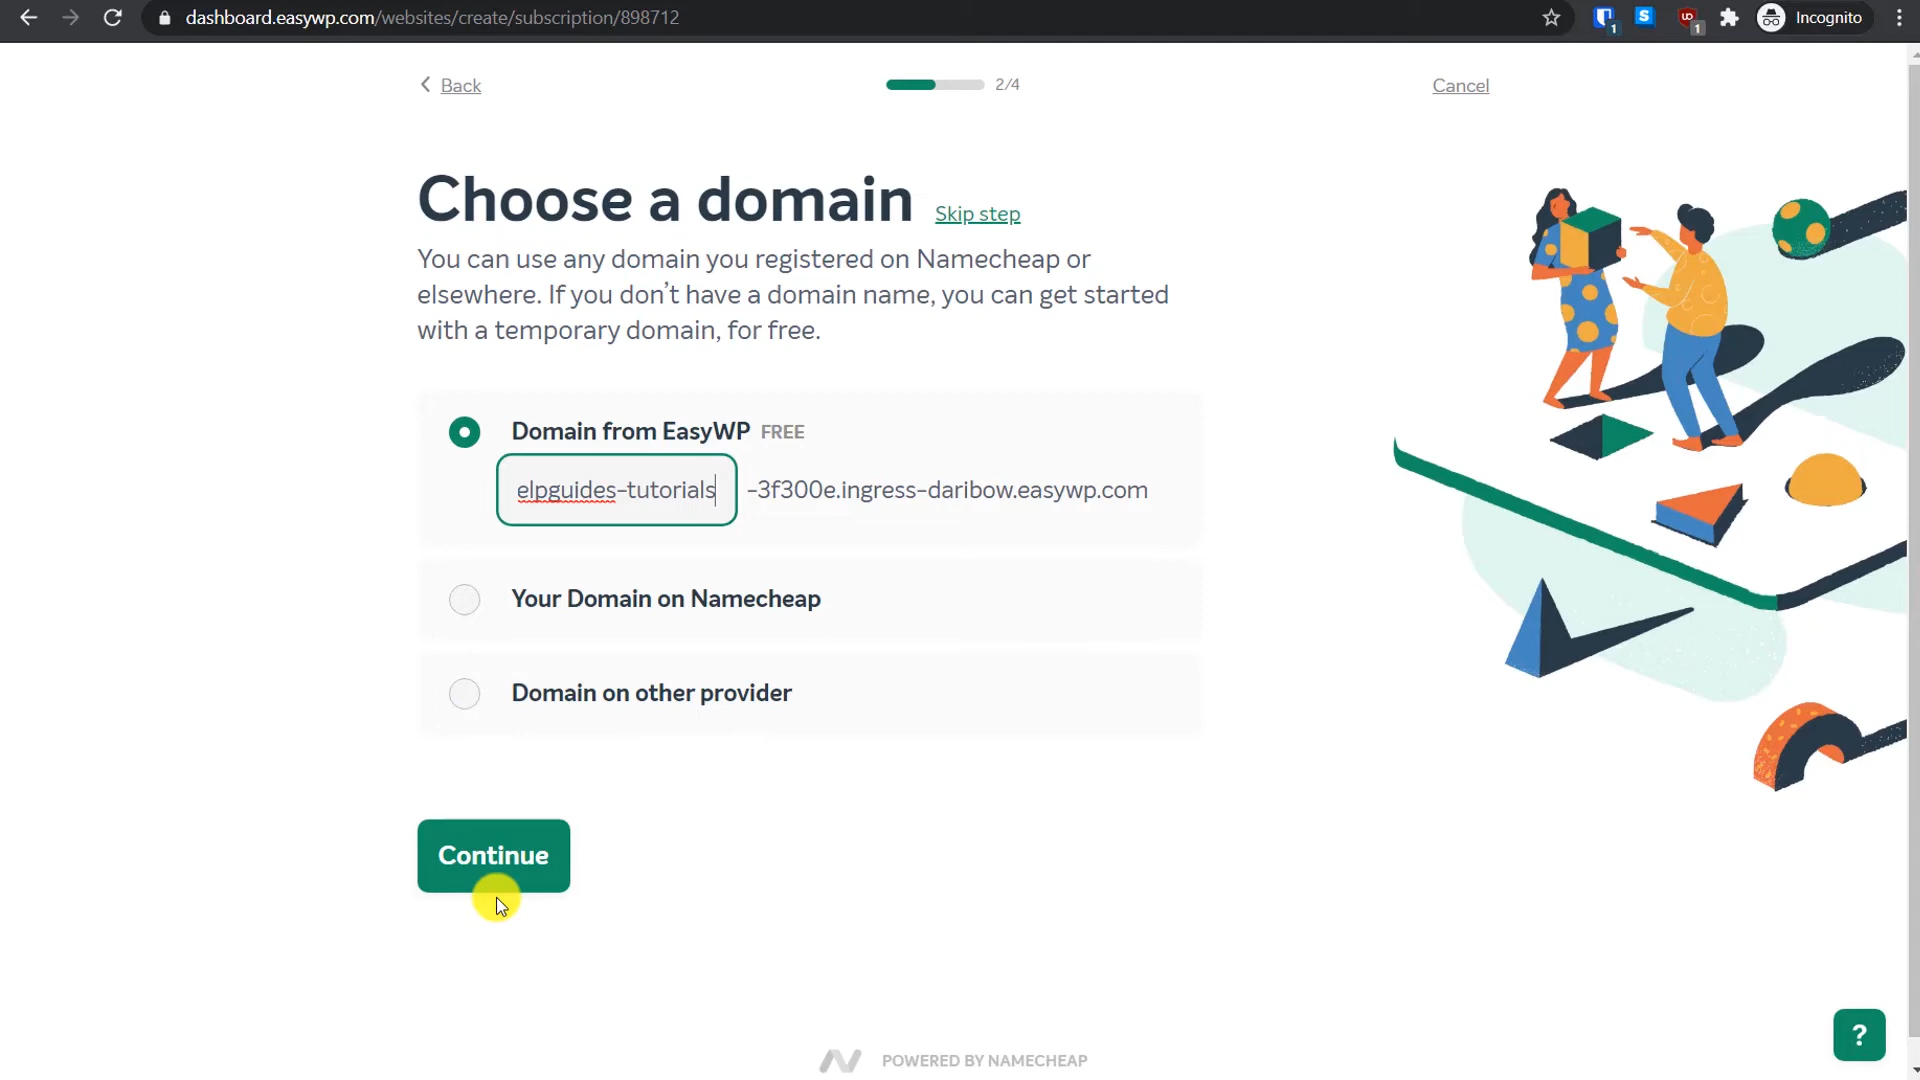 dashboard.easywp.com/websites/create/subscription/898712
S
1
UD
1
Incognito
Back
2/4
Cancel
Choose a domain Skip step
You can use any domain you registered on Namecheap or
elsewhere. If you don’t have a domain name, you can get started
with a temporary domain, for free.
Domain from EasyWP FREE
elpguides-tutorials -3f300e.ingress-daribow.easywp.com
Your Domain on Namecheap
Domain on other provider
Continue
?
POWERED BY NAMECHEAP